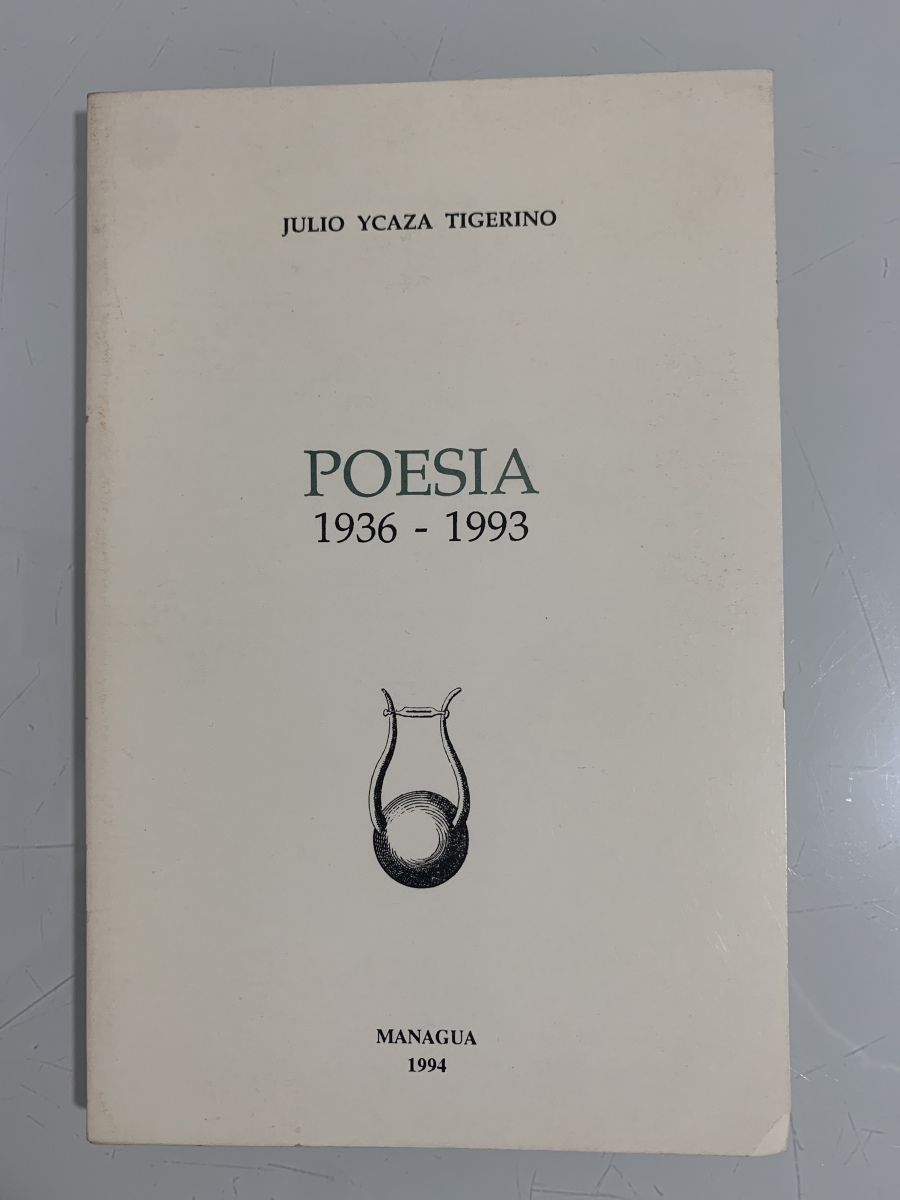 JULIO YCAZA TIGERINO
POESIA
1936 - 1993
MANAGUA
1994